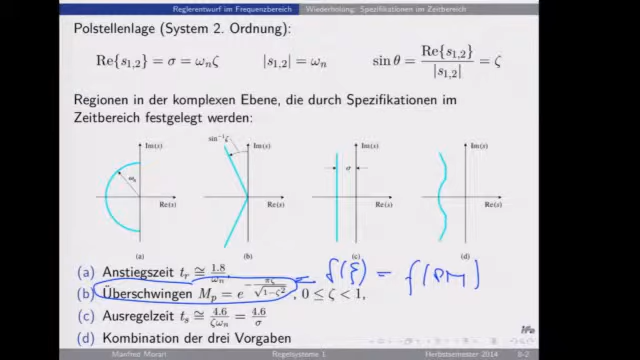 Reglerentwurf im Frequenzbereich Wiederholung: Spezifikationen im Zeitbereich
Polstellenlage (System 2. Ordnung):
Re{s₁,₂} = σ = ωₙζ |s₁,₂| = ωₙ sin θ = Re{s₁,₂} / |s₁,₂| = ζ
Regionen in der komplexen Ebene, die durch Spezifikationen im
Zeitbereich festgelegt werden:
sin⁻¹ζ
Im(s) Im(s) Im(s) Im(s)
ωₙ σ
Re(s) Re(s) Re(s) Re(s)
(a) (b) (c) (d)
(a) Anstiegszeit tᵣ ≅ 1.8/ωₙ
(b) Überschwingen Mₚ = e^(−πζ/√(1−ζ²)), 0 ≤ ζ < 1,
= f(ξ) = f(PM)
(c) Ausregelzeit tₛ ≅ 4.6/(ζωₙ) = 4.6/σ
(d) Kombination der drei Vorgaben
ifa
Manfred Morari Regelsysteme 1 Herbstsemester 2014 8-2